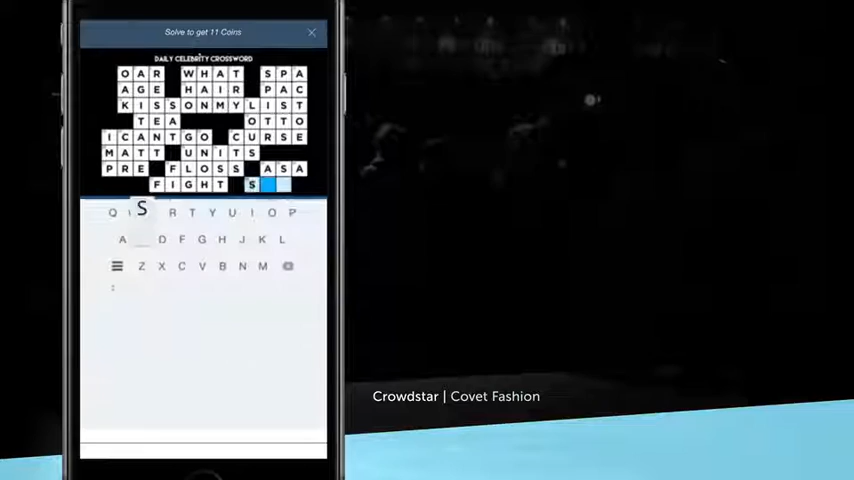 Solve to get 11 Coins ×
DAILY CELEBRITY CROSSWORD
OAR WHAT SPA
AGE HAIR PAC
KISSONMYLIST
TEA OTTO
ICANTGO CURSE
MATT UNITS
PRE FLOSS ASA
FIGHT S
S
Q R T Y U I O P
A D F G H J K L
Z X C V B N M
Crowdstar | Covet Fashion